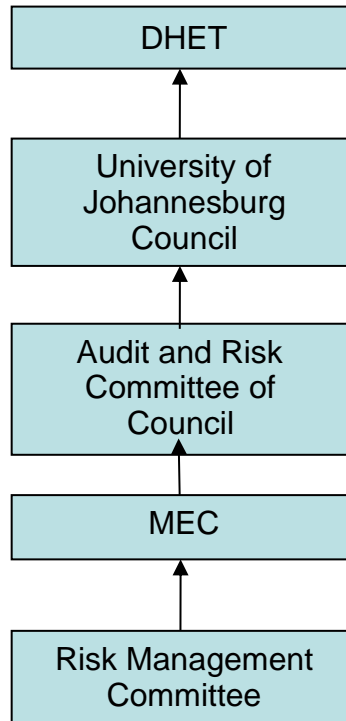 DHET
University of
Johannesburg
Council
Audit and Risk
Committee of
Council
MEC
Risk Management
Committee